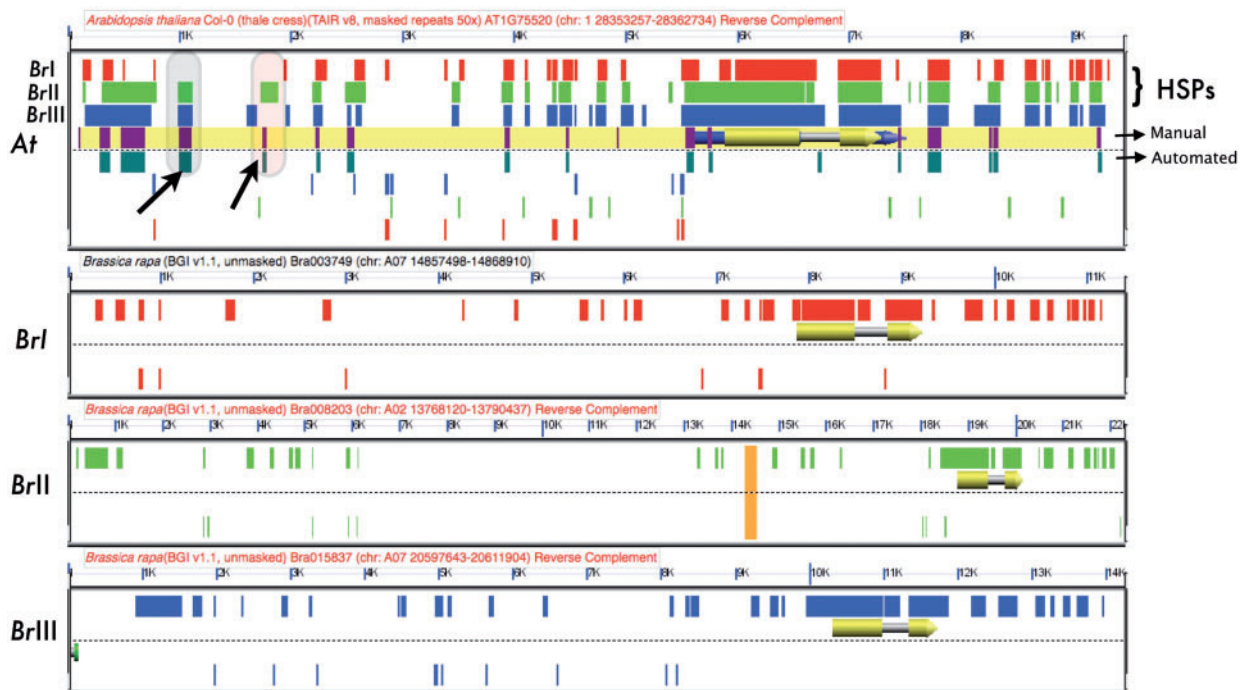 Arabidopsis thaliana Col-0 (thale cress)(TAIR v8, masked repeats 50x) AT1G75520 (chr: 1 28353257-28362734) Reverse Complement
1K 2K 3K 4K 5K 6K 7K 8K 9K
BrI
BrII
BrIII
At
} HSPs
Manual
Automated
Brassica rapa (BGI v1.1, unmasked) Bra003749 (chr: A07 14857498-14868910)
1K 2K 3K 4K 5K 6K 7K 8K 9K 10K 11K
BrI
Brassica rapa(BGI v1.1, unmasked) Bra008203 (chr: A02 13768120-13790437) Reverse Complement
1K 2K 3K 4K 5K 6K 7K 8K 9K 10K 11K 12K 13K 14K 15K 16K 17K 18K 19K 20K 21K 22
BrII
Brassica rapa(BGI v1.1, unmasked) Bra015837 (chr: A07 20597643-20611904) Reverse Complement
1K 2K 3K 4K 5K 6K 7K 8K 9K 10K 11K 12K 13K 14K
BrIII